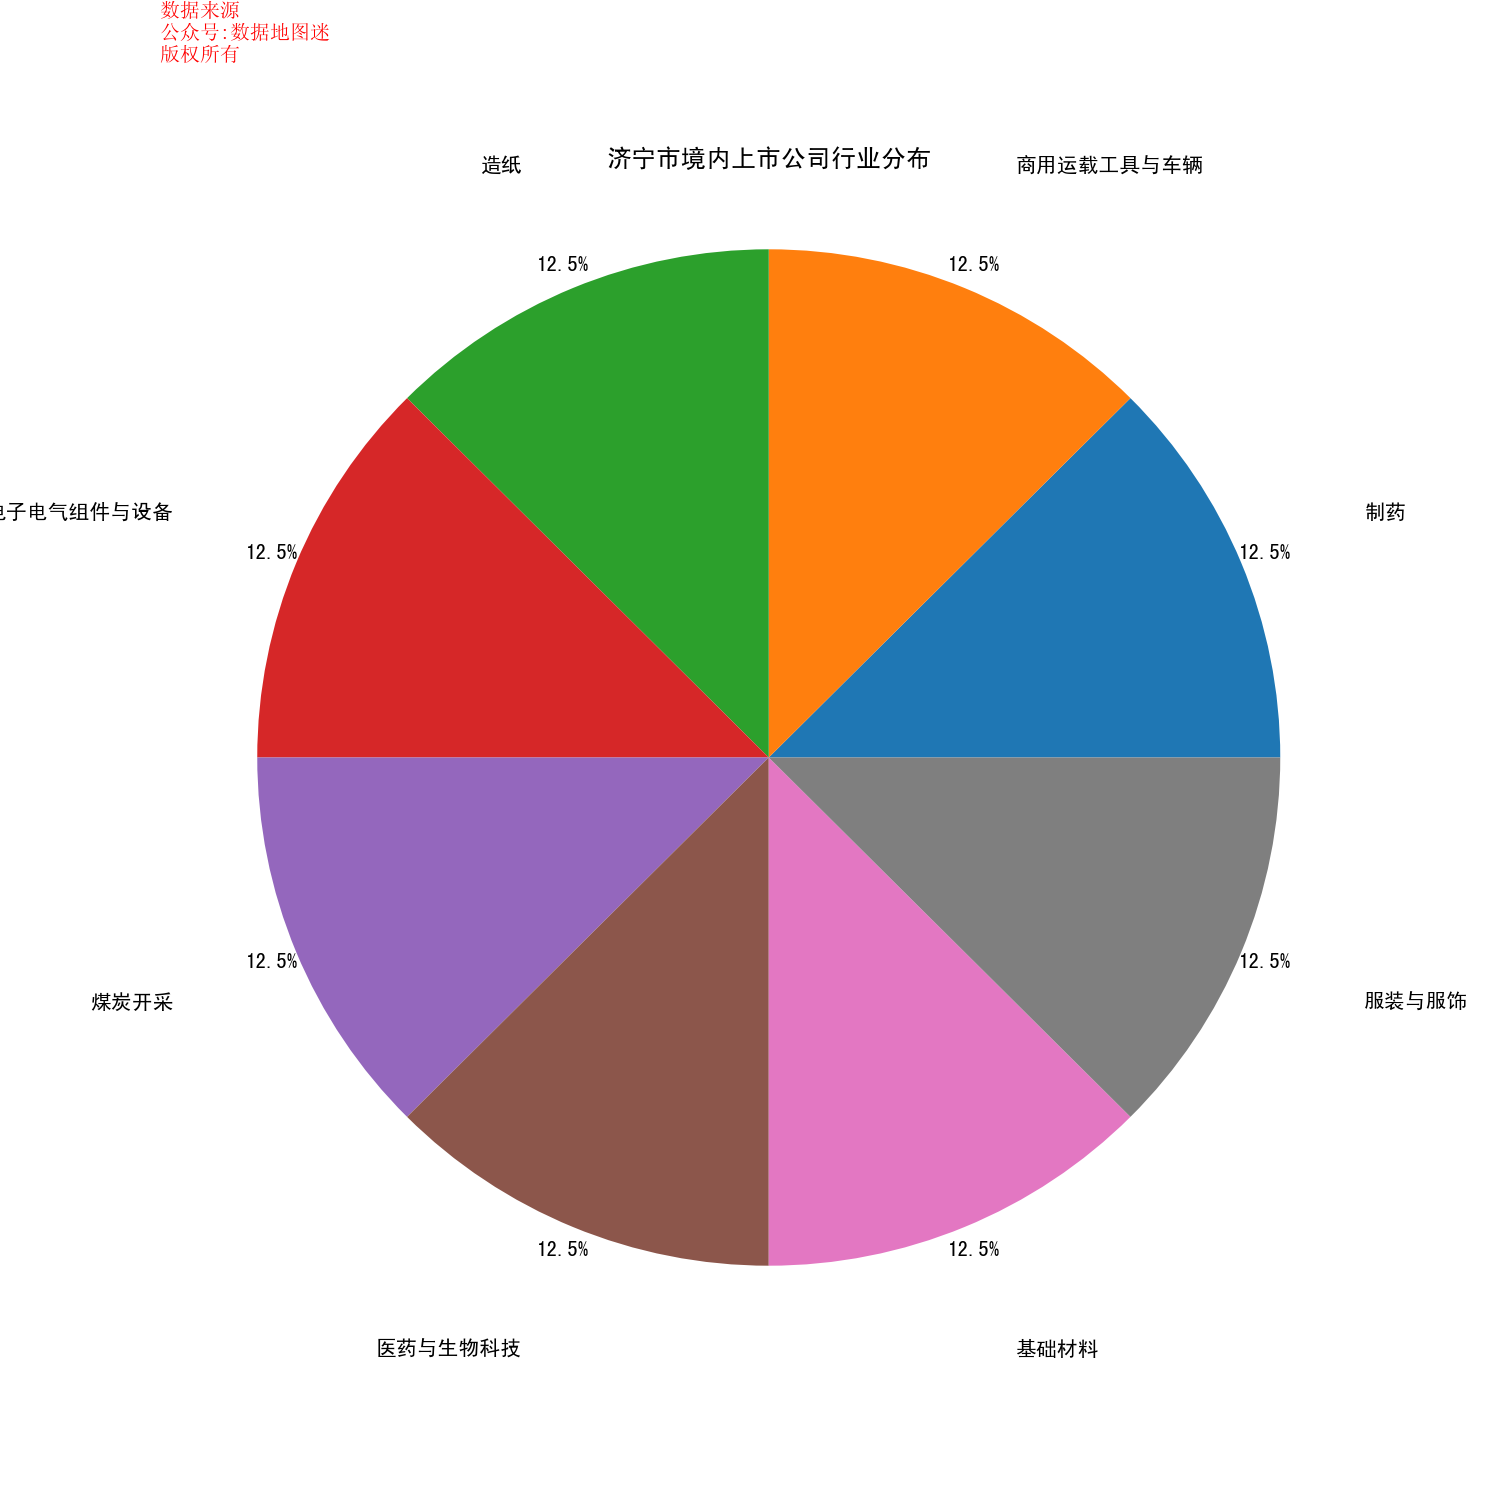 数据来源
公众号:数据地图迷
版权所有
济宁市境内上市公司行业分布
造纸
商用运载工具与车辆
12.5%
12.5%
电子电气组件与设备
制药
12.5%
12.5%
12.5%
12.5%
煤炭开采
服装与服饰
12.5%
12.5%
医药与生物科技
基础材料